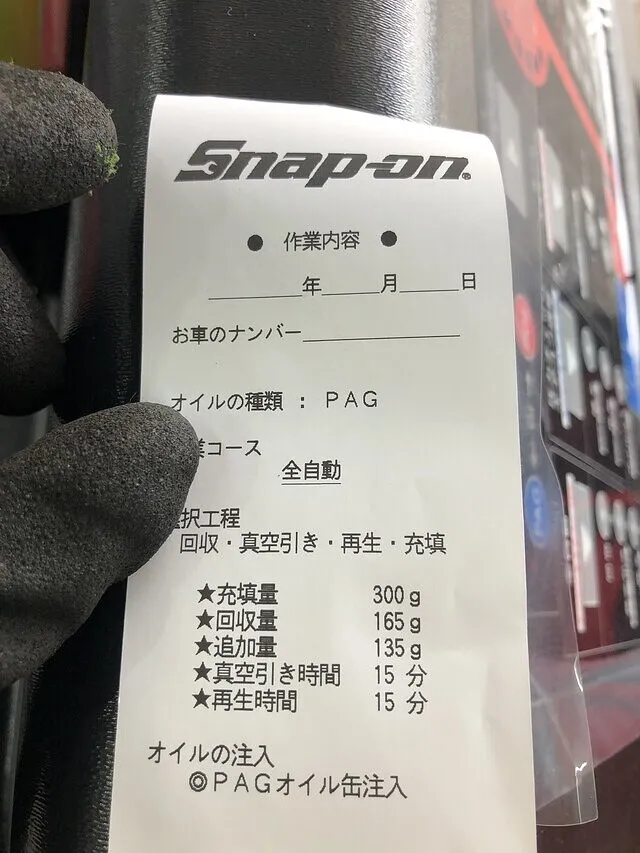 Snap-on®
● 作業内容 ●
年 月 日
お車のナンバー
オイルの種類 : PAG
業コース
全自動
択工程
回収・真空引き・再生・充填
★充填量 300g
★回収量 165g
★追加量 135g
★真空引き時間 15 分
★再生時間 15 分
オイルの注入
◎PAGオイル缶注入